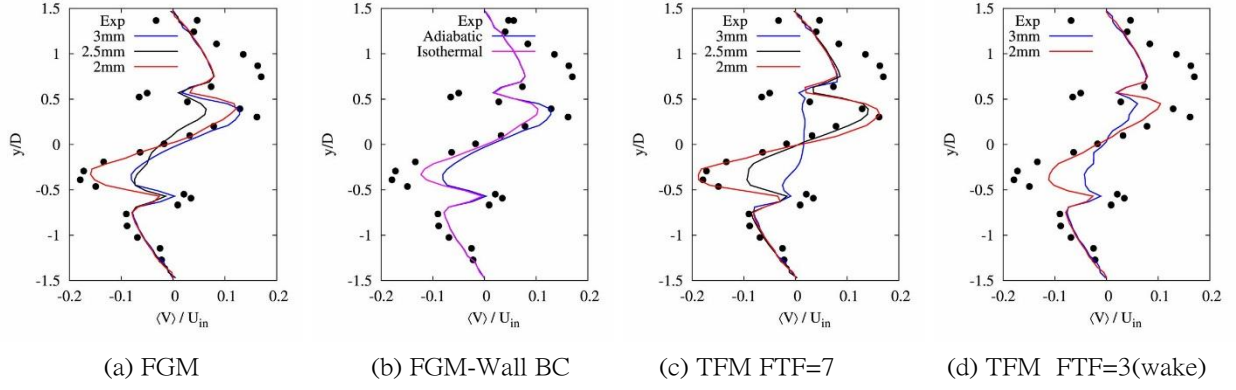 1.5
1
0.5
0
-0.5
-1
-1.5
y/D
Exp
3mm
2.5mm
2mm
-0.2 -0.1 0 0.1 0.2
⟨V⟩ / U_in
(a) FGM
1.5
1
0.5
0
-0.5
-1
-1.5
y/D
Exp
Adiabatic
Isothermal
-0.2 -0.1 0 0.1 0.2
⟨V⟩ / U_in
(b) FGM-Wall BC
1.5
1
0.5
0
-0.5
-1
-1.5
y/D
Exp
3mm
2.5mm
2mm
-0.2 -0.1 0 0.1 0.2
⟨V⟩ / U_in
(c) TFM FTF=7
1.5
1
0.5
0
-0.5
-1
-1.5
y/D
Exp
3mm
2mm
-0.2 -0.1 0 0.1 0.2
⟨V⟩ / U_in
(d) TFM FTF=3(wake)